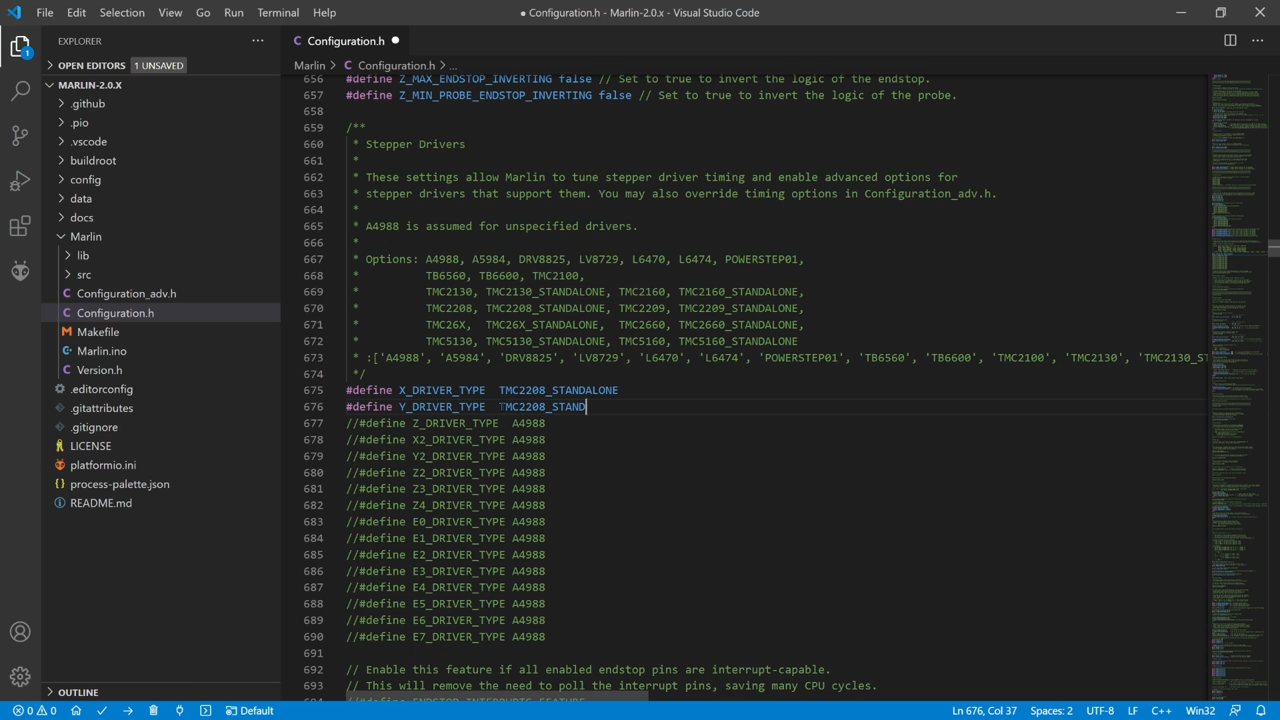 File Edit Selection View Go Run Terminal Help
● Configuration.h - Marlin-2.0.x - Visual Studio Code
EXPLORER
OPEN EDITORS 1 UNSAVED
MARLIN-2.0.X
.github
.pio
.vscode
buildroot
config
data
docs
Marlin
lib
src
Configuration_adv.h
Configuration.h
Makefile
Marlin.ino
Version.h
.editorconfig
.gitattributes
.gitignore
LICENSE
platformio.ini
process-palette.json
README.md
OUTLINE
Configuration.h
Marlin > Configuration.h > ...
656 #define Z_MAX_ENDSTOP_INVERTING false // Set to true to invert the logic of the endstop.
657 #define Z_MIN_PROBE_ENDSTOP_INVERTING false // Set to true to invert the logic of the probe.
658
659 /**
660 * Stepper Drivers
661 *
662 * These settings allow Marlin to tune stepper driver timing and enable advanced options for
663 * stepper drivers that support them. You may also override timing options in Configuration_adv.h.
664 *
665 * A4988 is assumed for unspecified drivers.
666 *
667 * Options: A4988, A5984, DRV8825, LV8729, L6470, L6474, POWERSTEP01,
668 * TB6560, TB6600, TMC2100,
669 * TMC2130, TMC2130_STANDALONE, TMC2160, TMC2160_STANDALONE,
670 * TMC2208, TMC2208_STANDALONE, TMC2209, TMC2209_STANDALONE,
671 * TMC26X, TMC26X_STANDALONE, TMC2660, TMC2660_STANDALONE,
672 * TMC5130, TMC5130_STANDALONE, TMC5160, TMC5160_STANDALONE
673 * :['A4988', 'A5984', 'DRV8825', 'LV8729', 'L6470', 'L6474', 'POWERSTEP01', 'TB6560', 'TB6600', 'TMC2100', 'TMC2130', 'TMC2130_ST
674 */
675 #define X_DRIVER_TYPE TMC2208_STANDALONE
676 #define Y_DRIVER_TYPE TMC2208_STAND
677 //#define Z_DRIVER_TYPE A4988
678 //#define X2_DRIVER_TYPE A4988
679 //#define Y2_DRIVER_TYPE A4988
680 //#define Z2_DRIVER_TYPE A4988
681 //#define Z3_DRIVER_TYPE A4988
682 //#define Z4_DRIVER_TYPE A4988
683 //#define E0_DRIVER_TYPE A4988
684 //#define E1_DRIVER_TYPE A4988
685 //#define E2_DRIVER_TYPE A4988
686 //#define E3_DRIVER_TYPE A4988
687 //#define E4_DRIVER_TYPE A4988
688 //#define E5_DRIVER_TYPE A4988
689 //#define E6_DRIVER_TYPE A4988
690 //#define E7_DRIVER_TYPE A4988
691
692 Enable this feature if all enabled endstop pins are interrupt-capable.
693 This will remove the need to poll the interrupt pins, saving many CPU cycles.
0 0 Default
Ln 676, Col 37 Spaces: 2 UTF-8 LF C++ Win32